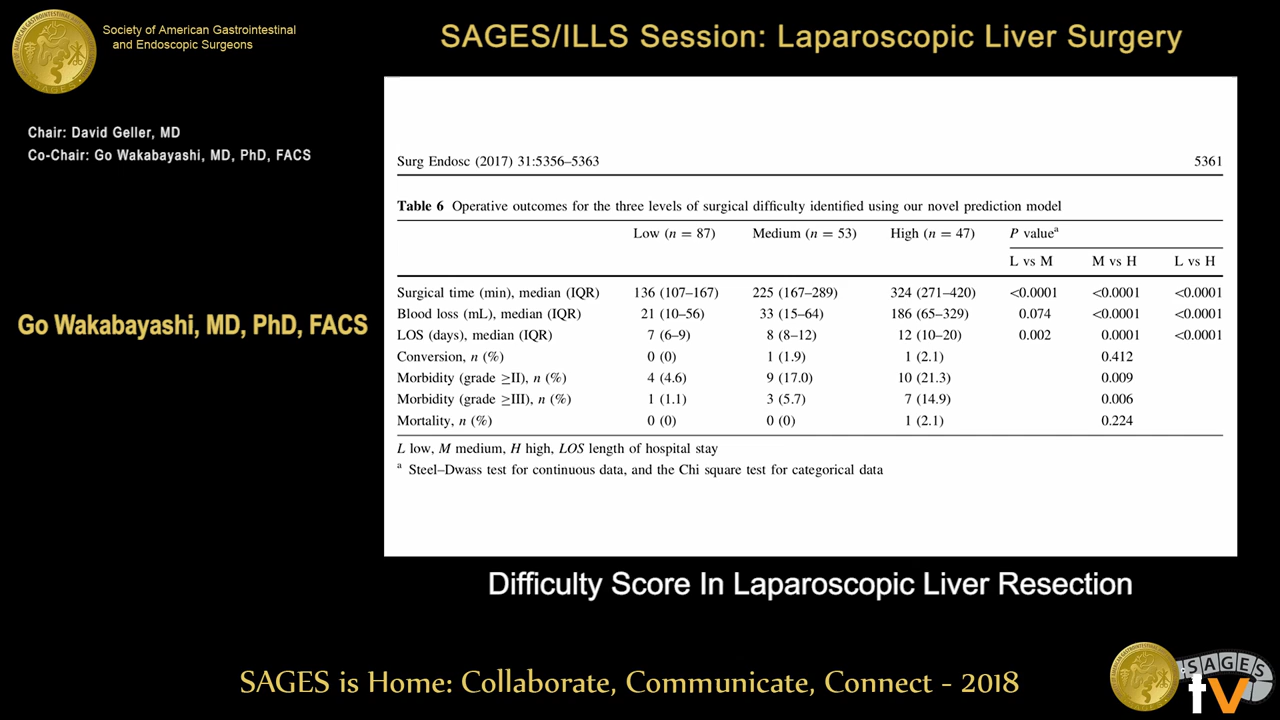 Society of American Gastrointestinal
and Endoscopic Surgeons
SAGES/ILLS Session: Laparoscopic Liver Surgery
Chair: David Geller, MD
Co-Chair: Go Wakabayashi, MD, PhD, FACS
Go Wakabayashi, MD, PhD, FACS
Surg Endosc (2017) 31:5356–5363 5361
Table 6 Operative outcomes for the three levels of surgical difficulty identified using our novel prediction model
Low (n = 87) Medium (n = 53) High (n = 47) P valueᵃ
L vs M M vs H L vs H
Surgical time (min), median (IQR) 136 (107–167) 225 (167–289) 324 (271–420) <0.0001 <0.0001 <0.0001
Blood loss (mL), median (IQR) 21 (10–56) 33 (15–64) 186 (65–329) 0.074 <0.0001 <0.0001
LOS (days), median (IQR) 7 (6–9) 8 (8–12) 12 (10–20) 0.002 0.0001 <0.0001
Conversion, n (%) 0 (0) 1 (1.9) 1 (2.1) 0.412
Morbidity (grade ≥II), n (%) 4 (4.6) 9 (17.0) 10 (21.3) 0.009
Morbidity (grade ≥III), n (%) 1 (1.1) 3 (5.7) 7 (14.9) 0.006
Mortality, n (%) 0 (0) 0 (0) 1 (2.1) 0.224
L low, M medium, H high, LOS length of hospital stay
ᵃ Steel–Dwass test for continuous data, and the Chi square test for categorical data
Difficulty Score In Laparoscopic Liver Resection
SAGES is Home: Collaborate, Communicate, Connect - 2018
SAGES
tv